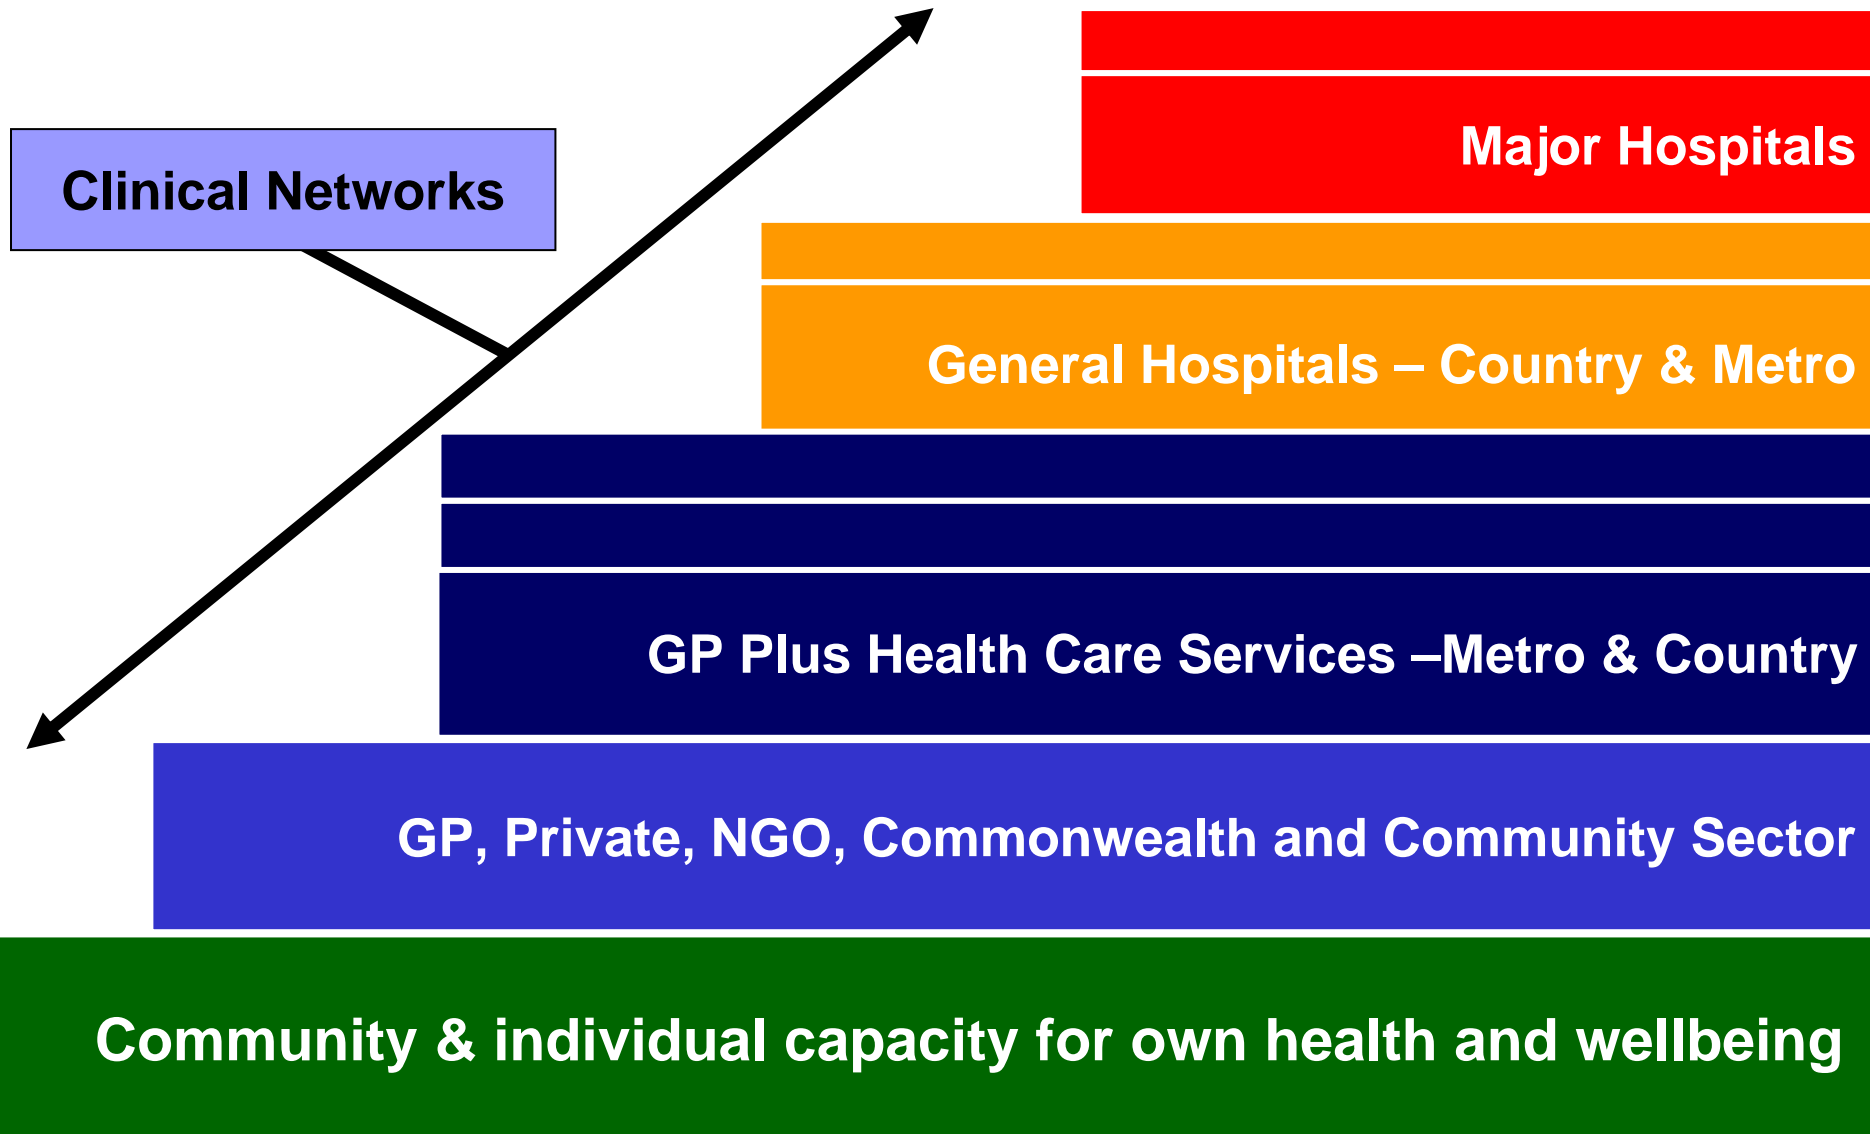 Clinical Networks
Major Hospitals
General Hospitals – Country & Metro
GP Plus Health Care Services –Metro & Country
GP, Private, NGO, Commonwealth and Community Sector
Community & individual capacity for own health and wellbeing